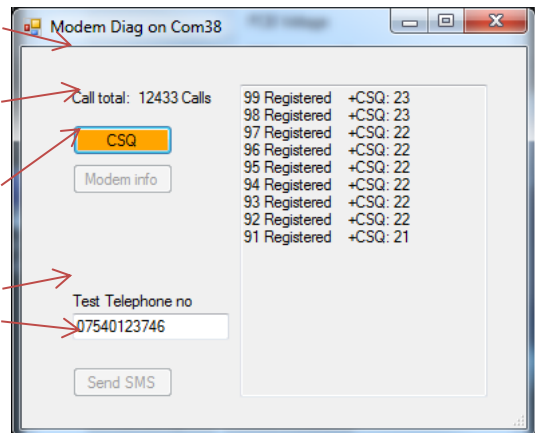 Modem Diag on Com38
Call total: 12433 Calls
CSQ
Modem info
Test Telephone no
07540123746
Send SMS
99 Registered +CSQ: 23
98 Registered +CSQ: 23
97 Registered +CSQ: 22
96 Registered +CSQ: 22
95 Registered +CSQ: 22
94 Registered +CSQ: 22
93 Registered +CSQ: 22
92 Registered +CSQ: 22
91 Registered +CSQ: 21